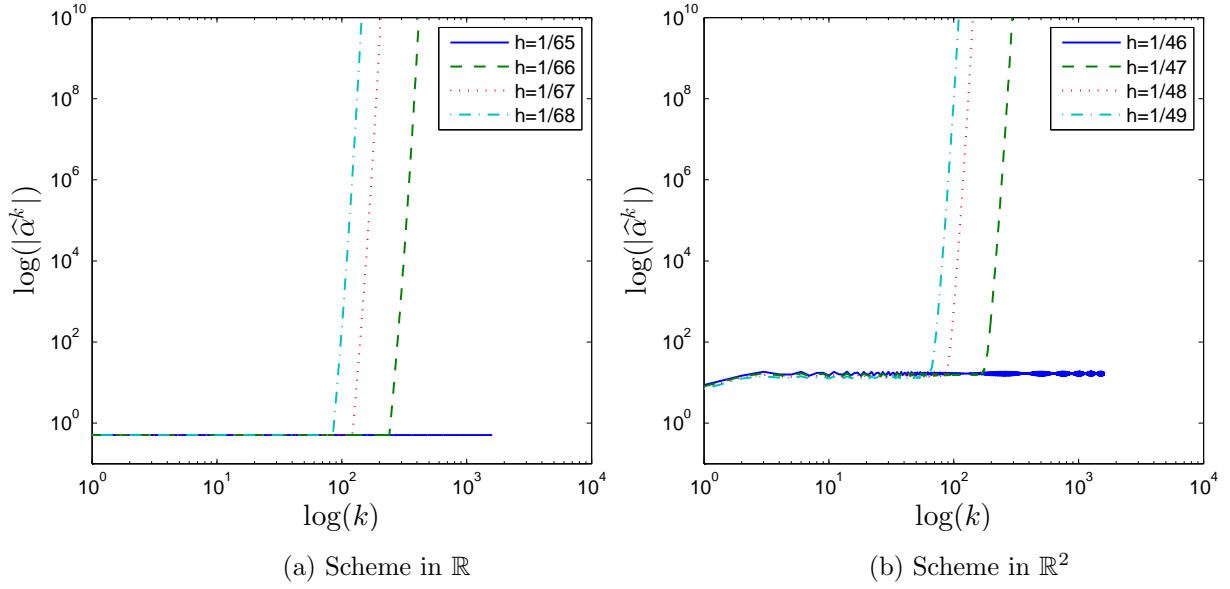 10^10
10^8
10^6
10^4
10^2
10^0
log(|α̂^k|)
10^0 10^1 10^2 10^3 10^4
log(k)
h=1/65
h=1/66
h=1/67
h=1/68
(a) Scheme in ℝ
10^10
10^8
10^6
10^4
10^2
10^0
log(|α̂^k|)
10^0 10^1 10^2 10^3 10^4
log(k)
h=1/46
h=1/47
h=1/48
h=1/49
(b) Scheme in ℝ^2